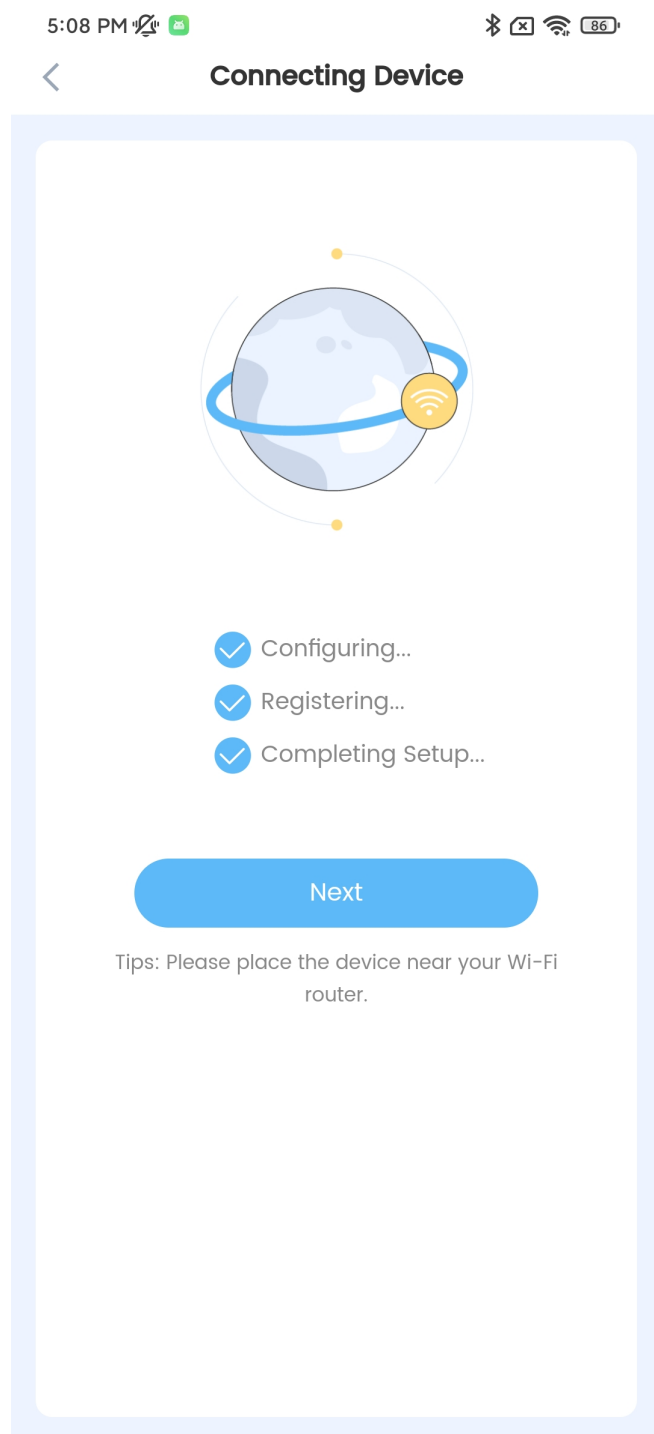 5:08 PM
86
Connecting Device
Configuring...
Registering...
Completing Setup...
Next
Tips: Please place the device near your Wi-Fi
router.